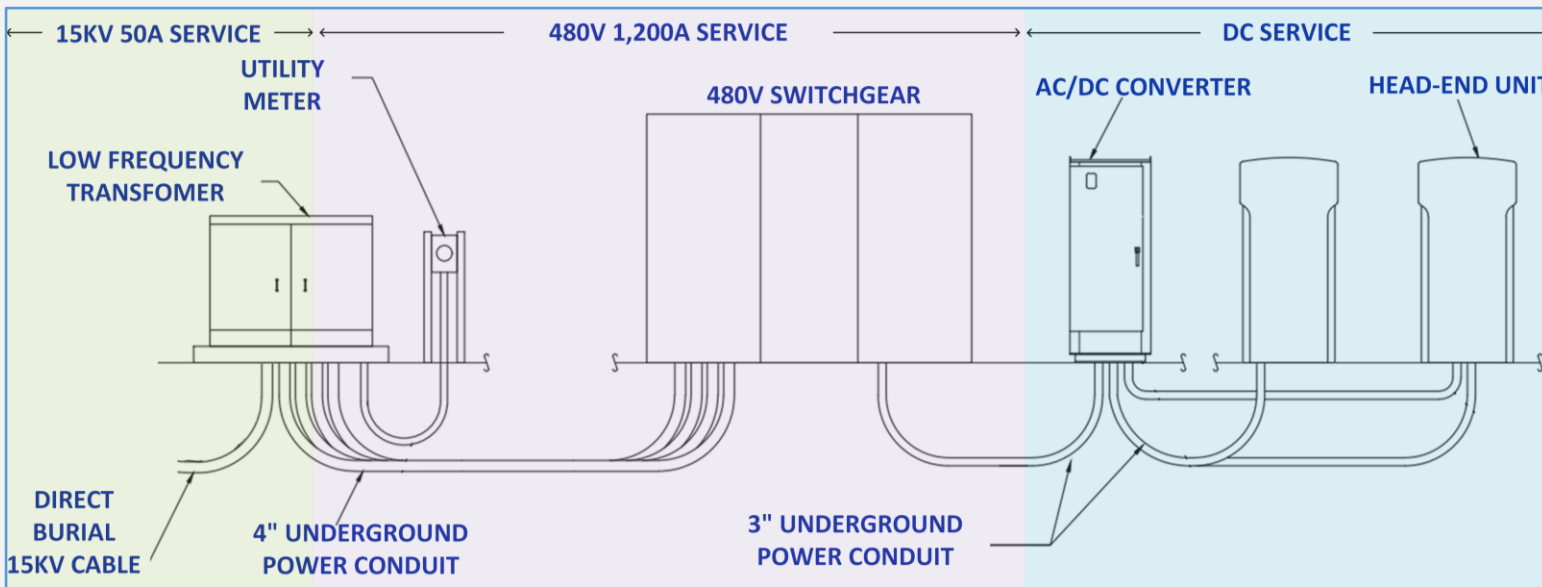 15KV 50A SERVICE
480V 1,200A SERVICE
DC SERVICE
UTILITY
METER
480V SWITCHGEAR
AC/DC CONVERTER
HEAD-END UNIT
LOW FREQUENCY
TRANSFOMER
DIRECT
BURIAL
15KV CABLE
4" UNDERGROUND
POWER CONDUIT
3" UNDERGROUND
POWER CONDUIT